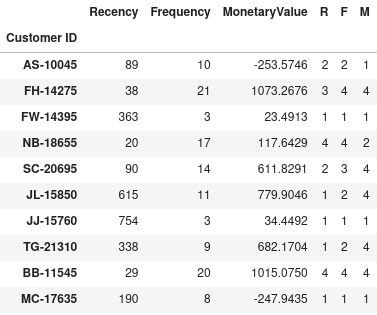 Recency Frequency MonetaryValue R F M
Customer ID
AS-10045 89 10 -253.5746 2 2 1
FH-14275 38 21 1073.2676 3 4 4
FW-14395 363 3 23.4913 1 1 1
NB-18655 20 17 117.6429 4 4 2
SC-20695 90 14 611.8291 2 3 4
JL-15850 615 11 779.9046 1 2 4
JJ-15760 754 3 34.4492 1 1 1
TG-21310 338 9 682.1704 1 2 4
BB-11545 29 20 1015.0750 4 4 4
MC-17635 190 8 -247.9435 1 1 1